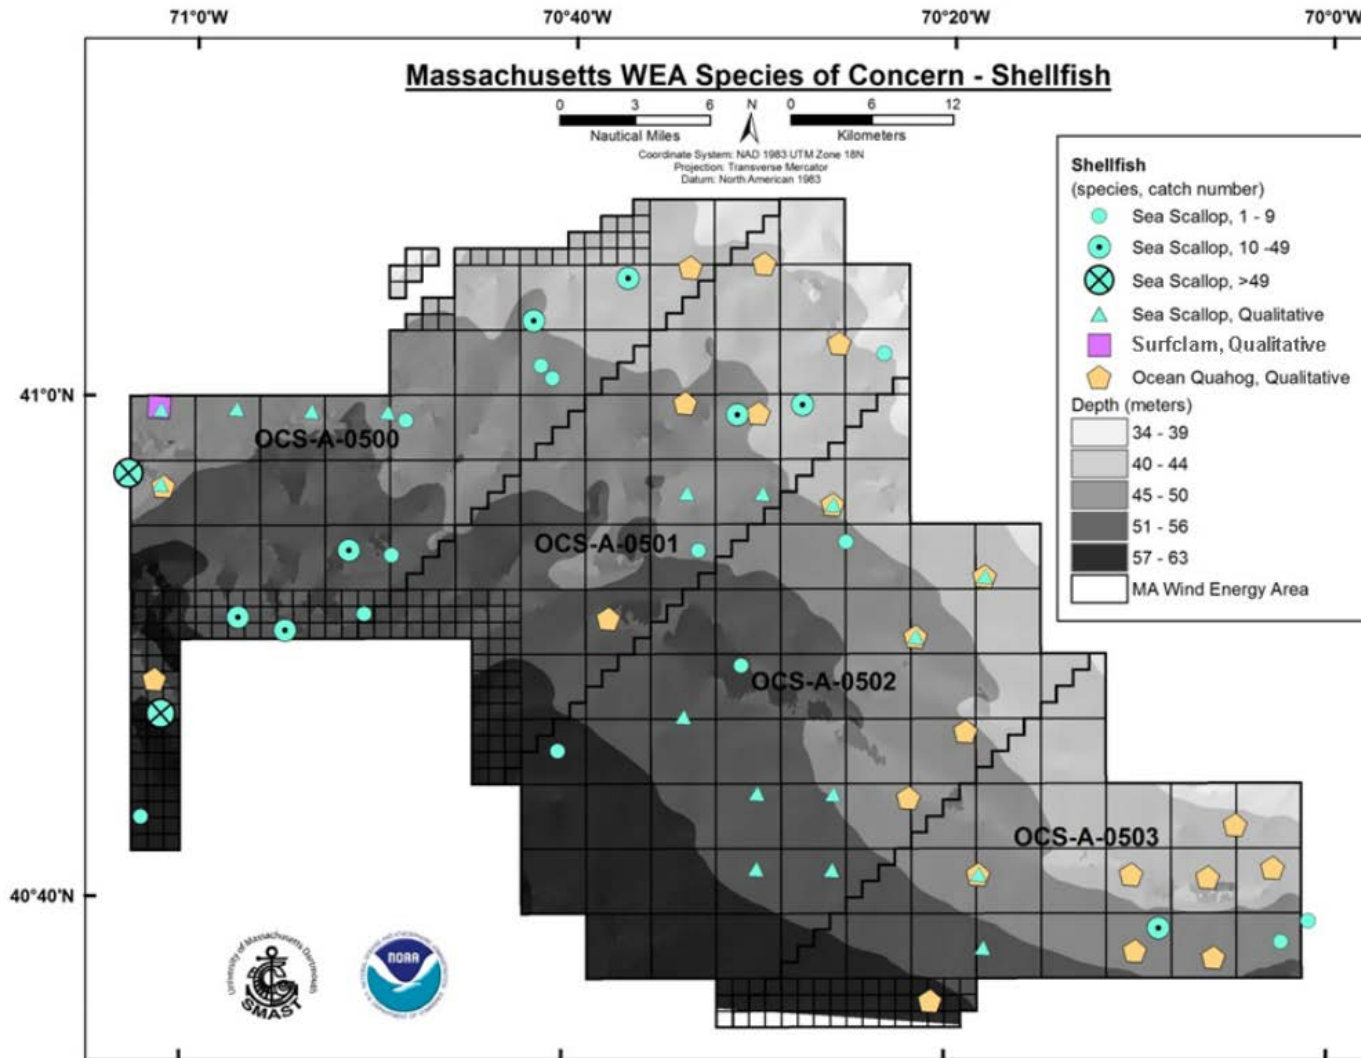 71°0'W 70°40'W 70°20'W 70°0'W
Massachusetts WEA Species of Concern - Shellfish
0 3 6 N 0 6 12
Nautical Miles Kilometers
Coordinate System: NAD 1983 UTM Zone 18N
Projection: Transverse Mercator
Datum: North American 1983
Shellfish
(species, catch number)
Sea Scallop, 1 - 9
Sea Scallop, 10 -49
Sea Scallop, >49
Sea Scallop, Qualitative
Surfclam, Qualitative
Ocean Quahog, Qualitative
Depth (meters)
34 - 39
40 - 44
45 - 50
51 - 56
57 - 63
MA Wind Energy Area
41°0'N
OCS-A-0500
OCS-A-0501
OCS-A-0502
OCS-A-0503
40°40'N
University of Massachusetts Dartmouth
SMAST
NOAA